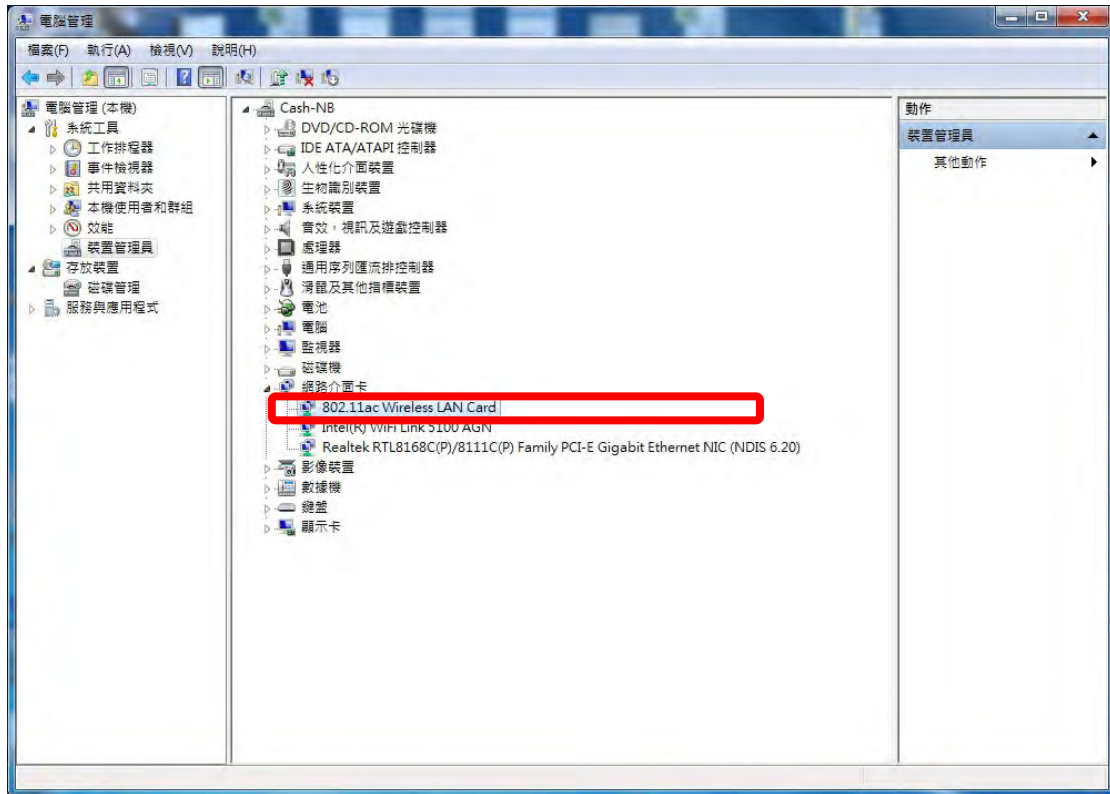 電腦管理
檔案(F) 執行(A) 檢視(V) 說明(H)
電腦管理 (本機)
系統工具
工作排程器
事件檢視器
共用資料夾
本機使用者和群組
效能
裝置管理員
存放裝置
磁碟管理
服務與應用程式
Cash-NB
DVD/CD-ROM 光碟機
IDE ATA/ATAPI 控制器
人性化介面裝置
生物識別裝置
系統裝置
音效，視訊及遊戲控制器
處理器
通用序列匯流排控制器
滑鼠及其他指標裝置
電池
電腦
監視器
磁碟機
網路介面卡
802.11ac Wireless LAN Card
Intel(R) WiFi Link 5100 AGN
Realtek RTL8168C(P)/8111C(P) Family PCI-E Gigabit Ethernet NIC (NDIS 6.20)
影像裝置
數據機
鍵盤
顯示卡
動作
裝置管理員
其他動作